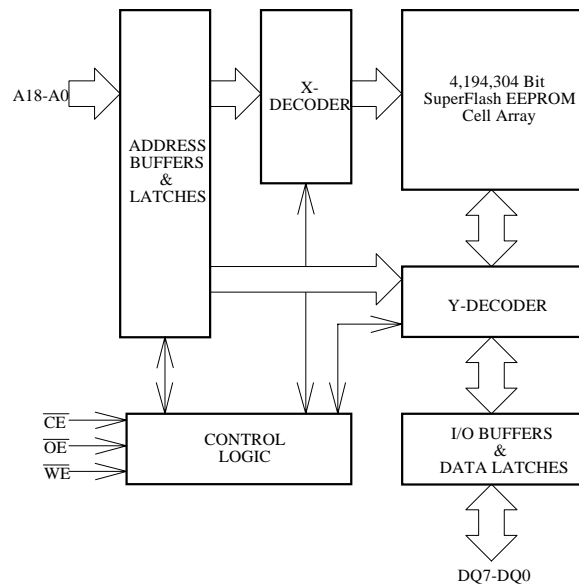 A18-A0
ADDRESS
BUFFERS
&
LATCHES
X-
DECODER
4,194,304 Bit
SuperFlash EEPROM
Cell Array
Y-DECODER
CE
OE
WE
CONTROL
LOGIC
I/O BUFFERS
&
DATA LATCHES
DQ7-DQ0